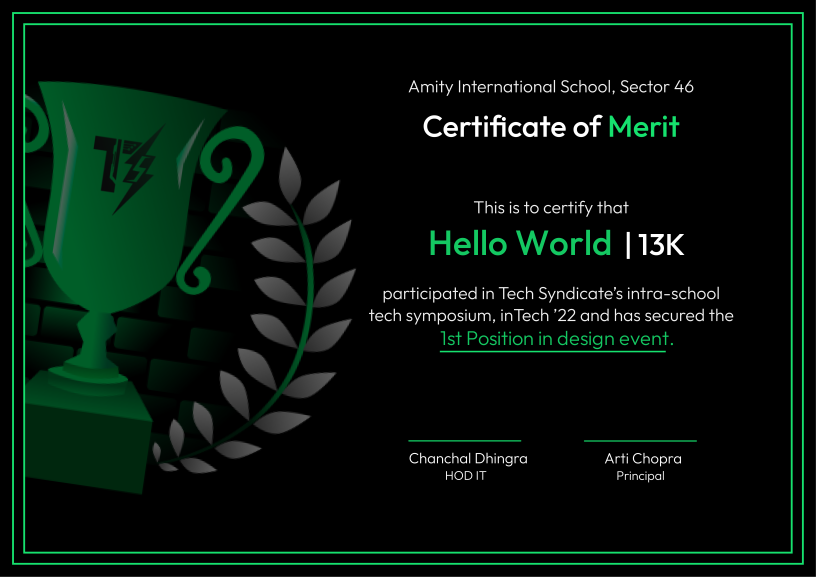 Amity International School, Sector 46
Certificate of Merit
This is to certify that
Hello World | 13K
participated in Tech Syndicate’s intra-school
tech symposium, inTech ’22 and has secured the
1st Position in design event.
Chanchal Dhingra
HOD IT
Arti Chopra
Principal